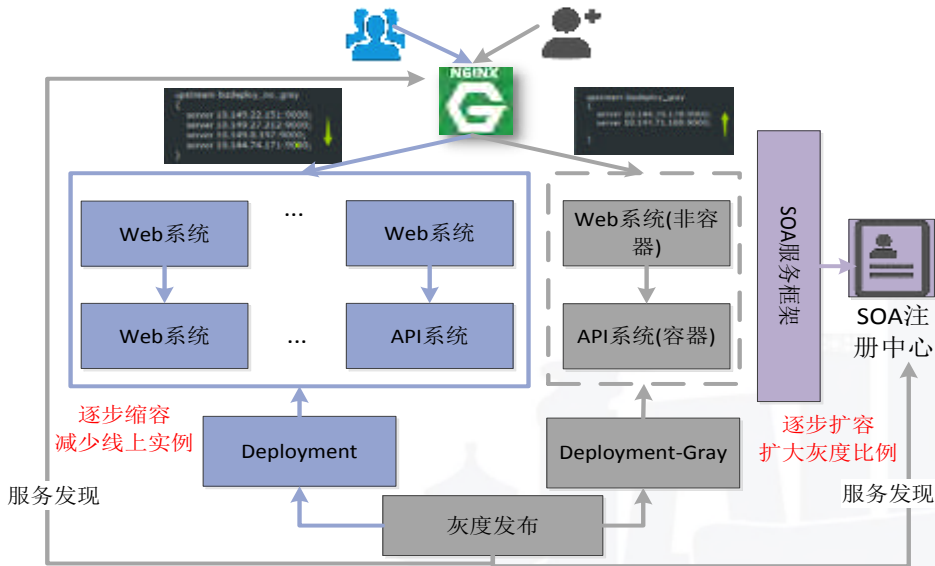 NGINX
upstream
{
}
upstream
{
}
Web系统
...
Web系统
Web系统(非容
器)
Web系统
...
API系统
API系统(容器)
SOA服务框架
SOA注
册中心
逐步缩容
减少线上实例
Deployment
Deployment-Gray
逐步扩容
扩大灰度比例
服务发现
灰度发布
服务发现